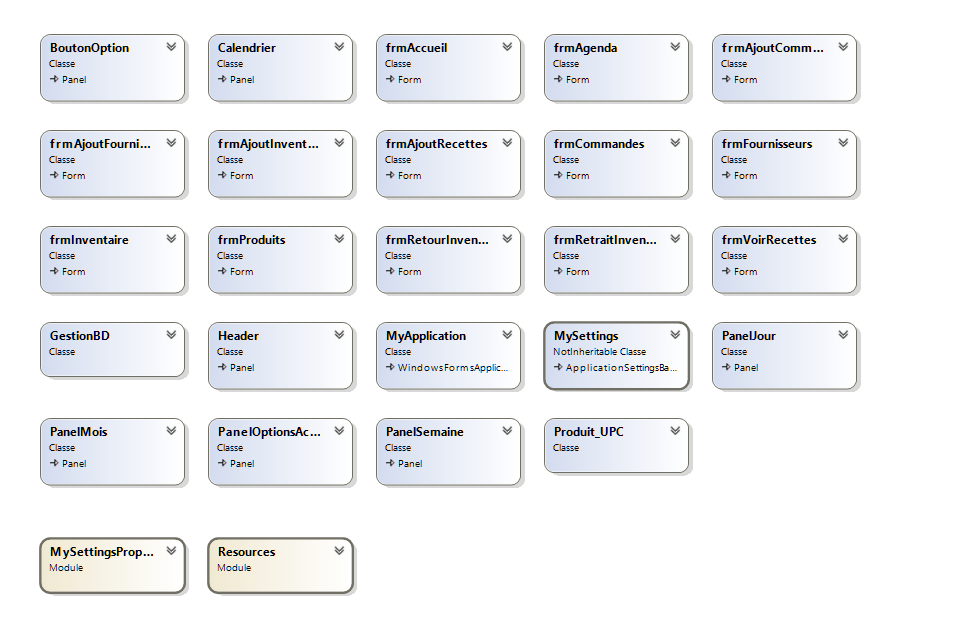 BoutonOption
Classe
Panel
Calendrier
Classe
Panel
frmAccueil
Classe
Form
frmAgenda
Classe
Form
frmAjoutComm...
Classe
Form
frmAjoutFourni...
Classe
Form
frmAjoutInvent...
Classe
Form
frmAjoutRecettes
Classe
Form
frmCommandes
Classe
Form
frmFournisseurs
Classe
Form
frmInventaire
Classe
Form
frmProduits
Classe
Form
frmRetourInven...
Classe
Form
frmRetraitInven...
Classe
Form
frmVoirRecettes
Classe
Form
GestionBD
Classe
Header
Classe
Panel
MyApplication
Classe
WindowsFormsApplic...
MySettings
NotInheritable Classe
ApplicationSettingsBa...
PanelJour
Classe
Panel
PanelMois
Classe
Panel
PanelOptionsAc...
Classe
Panel
PanelSemaine
Classe
Panel
Produit_UPC
Classe
MySettingsProp...
Module
Resources
Module